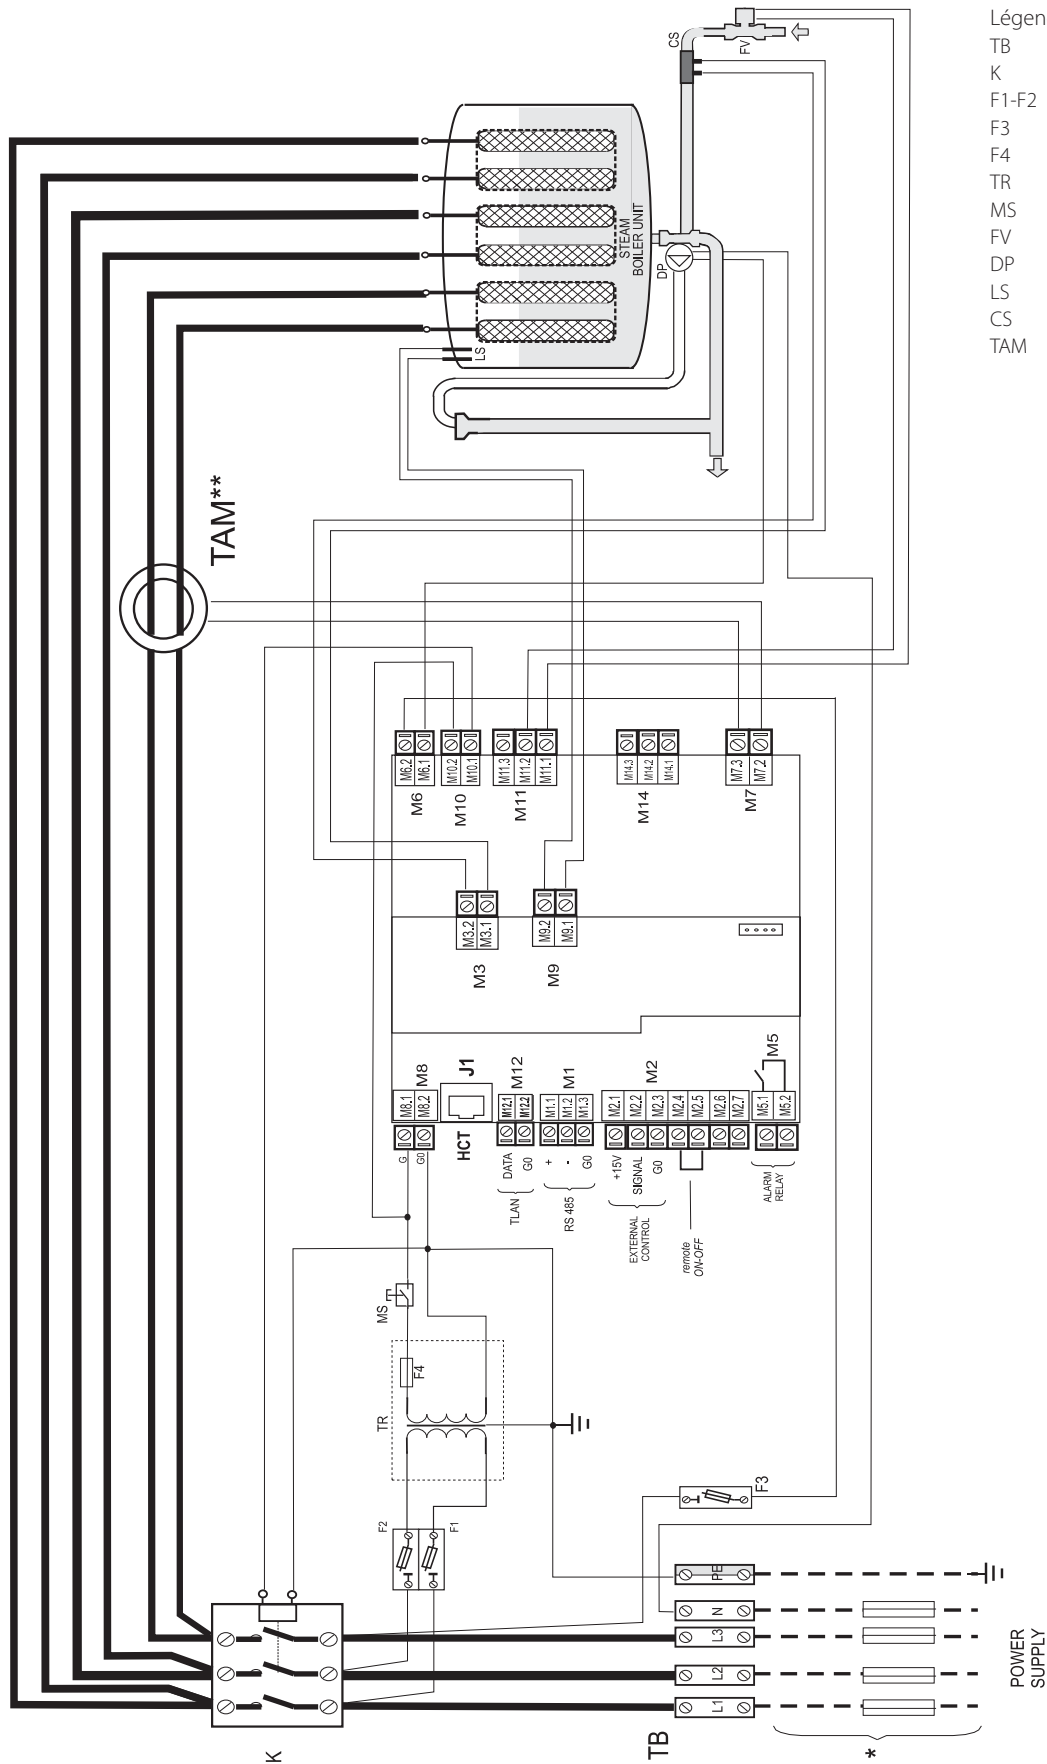 Légen
TB
K
F1-F2
F3
F4
TR
MS
FV
DP
LS
CS
TAM
CS
FV
STEAM
BOILER UNIT
DP
LS
TAM**
M6.2
M6.1
M10.2
M10.1
M11.3
M11.2
M11.1
M14.3
M14.2
M14.1
M7.3
M7.2
M6
M10
M11
M14
M7
M3.2
M3.1
M9.2
M9.1
M3
M9
M8.1
M8.2
M8
J1
HCT
M12.1
M12.2
M12
M1.1
M1.2
M1.3
M1
M2.1
M2.2
M2.3
M2.4
M2.5
M2.6
M2.7
M2
M5.1
M5.2
M5
G
G0
DATA
G0
TLAN
+
-
G0
RS 485
+15V
SIGNAL
G0
EXTERNAL
CONTROL
remote
ON-OFF
ALARM
RELAY
MS
F4
TR
F2
F1
F3
K
TB
PE
N
L3
L2
L1
POWER
SUPPLY
*